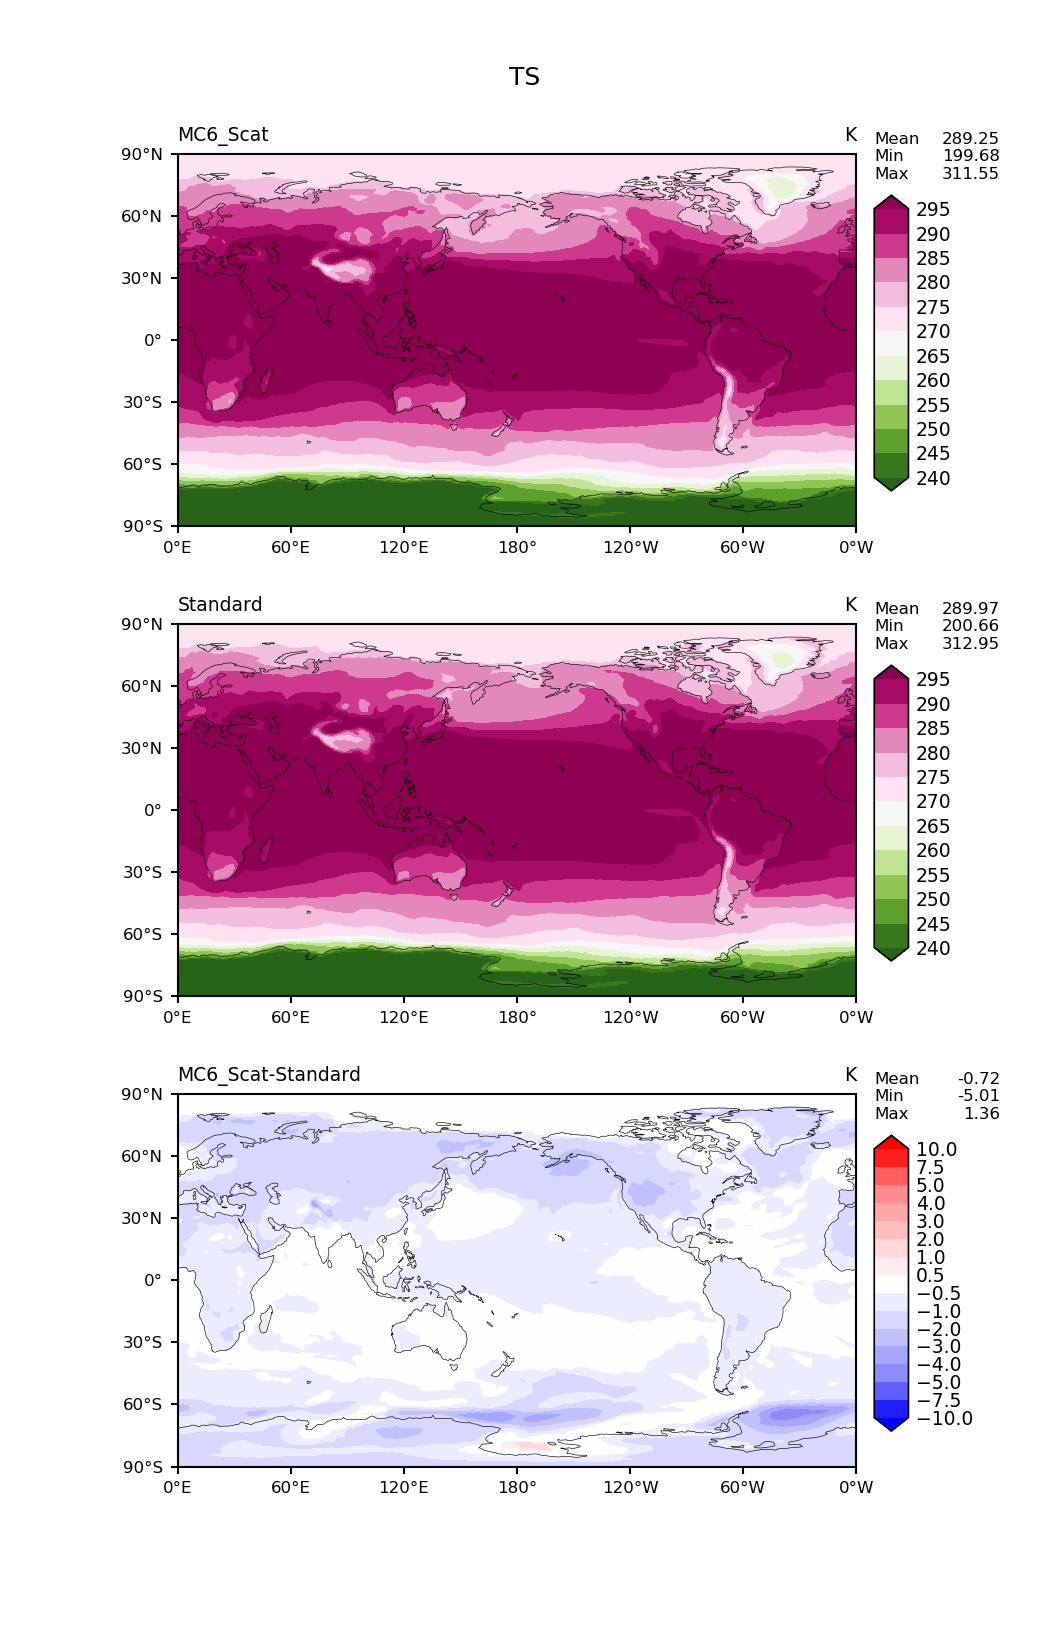 TS
MC6_Scat K
Mean 289.25
Min 199.68
Max 311.55
90°N
60°N
30°N
0°
30°S
60°S
90°S
0°E 60°E 120°E 180° 120°W 60°W 0°W
295
290
285
280
275
270
265
260
255
250
245
240
Standard K
Mean 289.97
Min 200.66
Max 312.95
90°N
60°N
30°N
0°
30°S
60°S
90°S
0°E 60°E 120°E 180° 120°W 60°W 0°W
295
290
285
280
275
270
265
260
255
250
245
240
MC6_Scat-Standard K
Mean -0.72
Min -5.01
Max 1.36
90°N
60°N
30°N
0°
30°S
60°S
90°S
0°E 60°E 120°E 180° 120°W 60°W 0°W
10.0
7.5
5.0
4.0
3.0
2.0
1.0
0.5
−0.5
−1.0
−2.0
−3.0
−4.0
−5.0
−7.5
−10.0